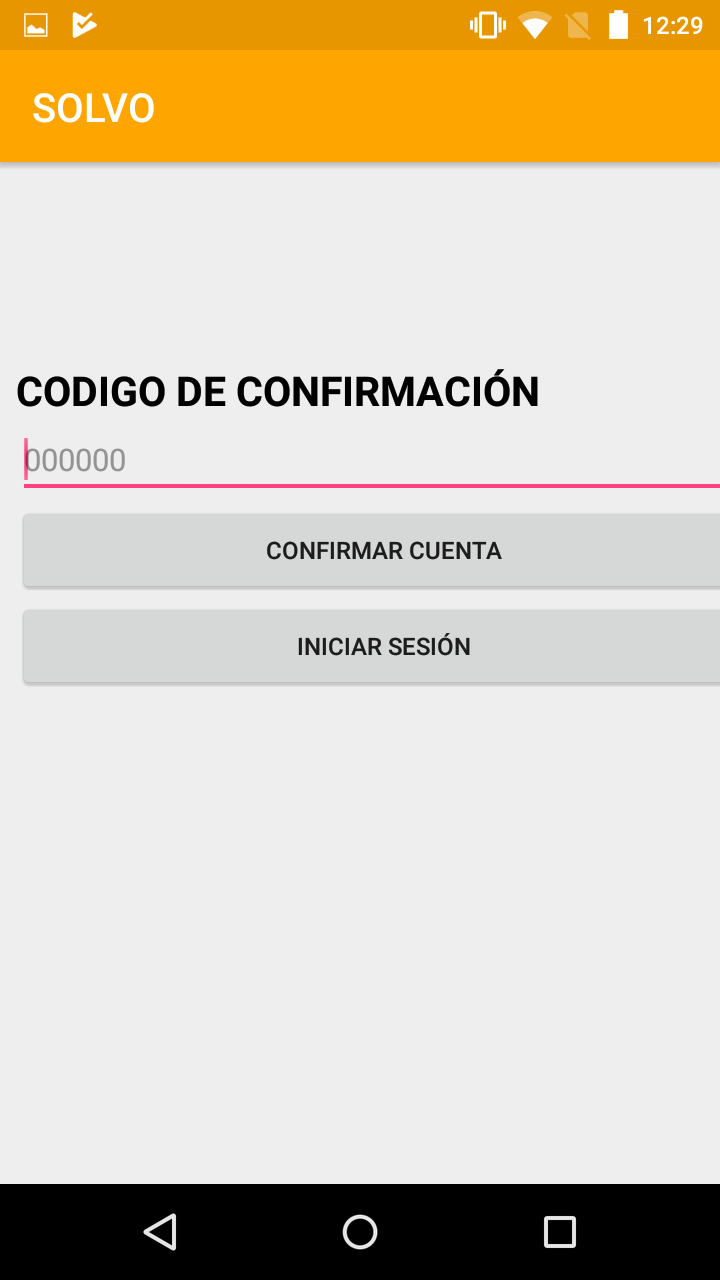 12:29
SOLVO
CODIGO DE CONFIRMACIÓN
000000
CONFIRMAR CUENTA
INICIAR SESIÓN